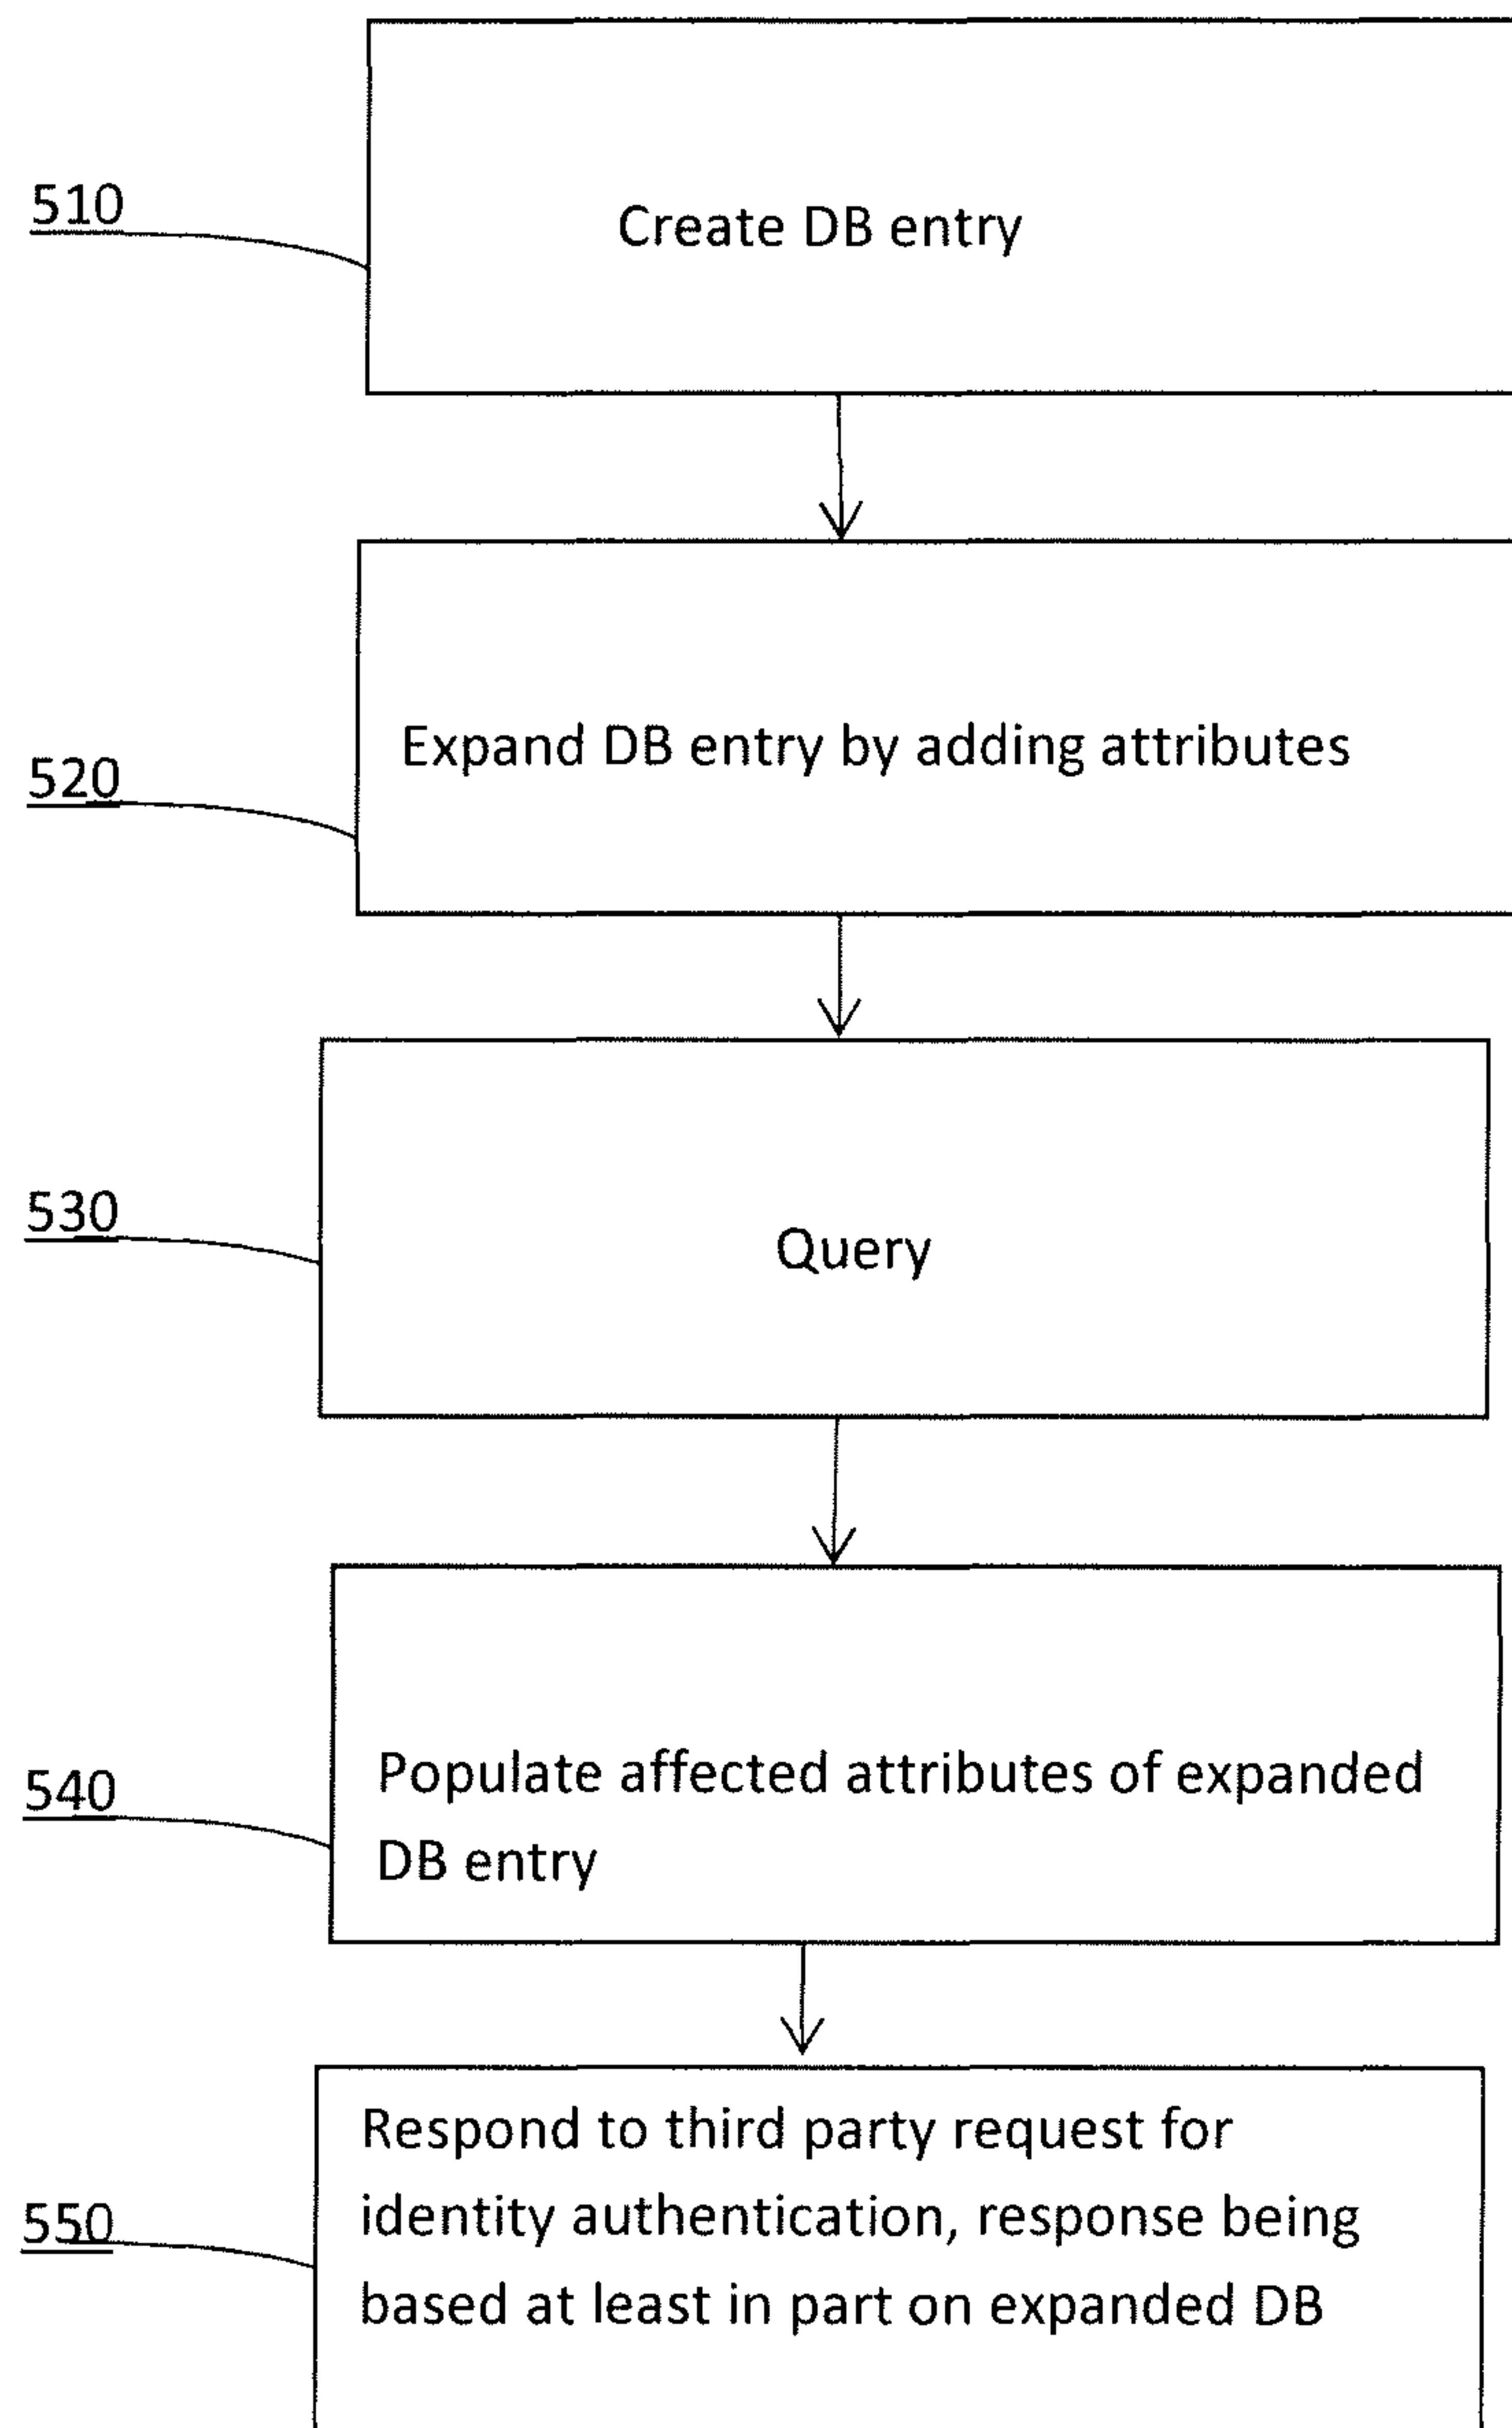 510
Create DB entry
520
Expand DB entry by adding attributes
530
Query
540
Populate affected attributes of expanded
DB entry
550
Respond to third party request for
identity authentication, response being
based at least in part on expanded DB